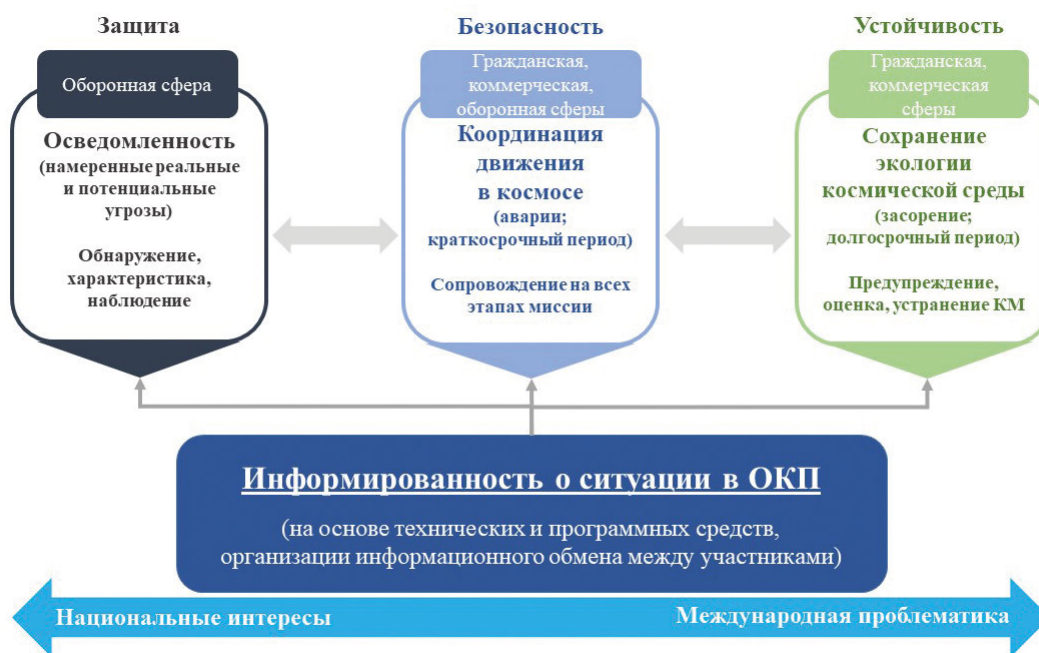 Защита
Оборонная сфера
Осведомленность
(намеренные реальные
и потенциальные
угрозы)
Обнаружение,
характеристика,
наблюдение
Безопасность
Гражданская,
коммерческая,
оборонная сферы
Координация
движения
в космосе
(аварии;
краткосрочный период)
Сопровождение на всех
этапах миссии
Устойчивость
Гражданская,
коммерческая
сферы
Сохранение
экологии
космической среды
(засорение;
долгосрочный период)
Предупреждение,
оценка, устранение КМ
Информированность о ситуации в ОКП
(на основе технических и программных средств,
организации информационного обмена между участниками)
Национальные интересы
Международная проблематика